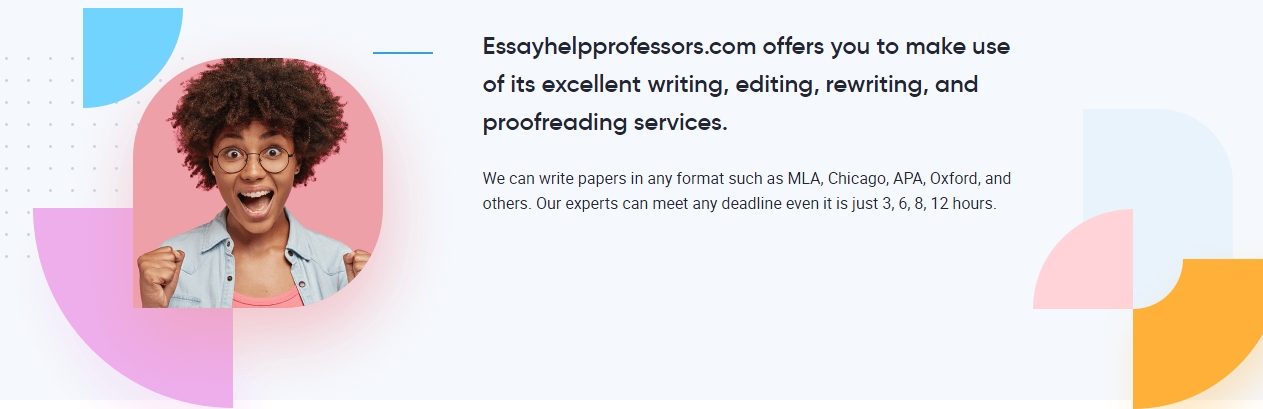 Essayhelpprofessors.com offers you to make use
of its excellent writing, editing, rewriting, and
proofreading services.
We can write papers in any format such as MLA, Chicago, APA, Oxford, and
others. Our experts can meet any deadline even it is just 3, 6, 8, 12 hours.